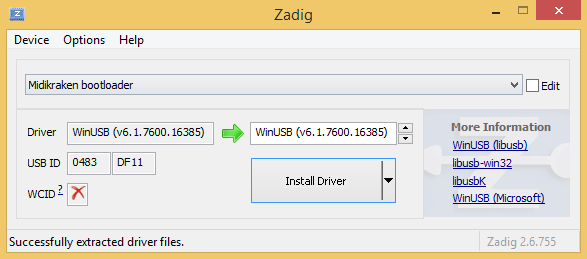 Zadig
Device Options Help
Midikraken bootloader
Edit
Driver WinUSB (v6.1.7600.16385) WinUSB (v6.1.7600.16385)
USB ID 0483 DF11
WCID ?
Install Driver
More Information
WinUSB (libusb)
libusb-win32
libusbK
WinUSB (Microsoft)
Successfully extracted driver files.
Zadig 2.6.755